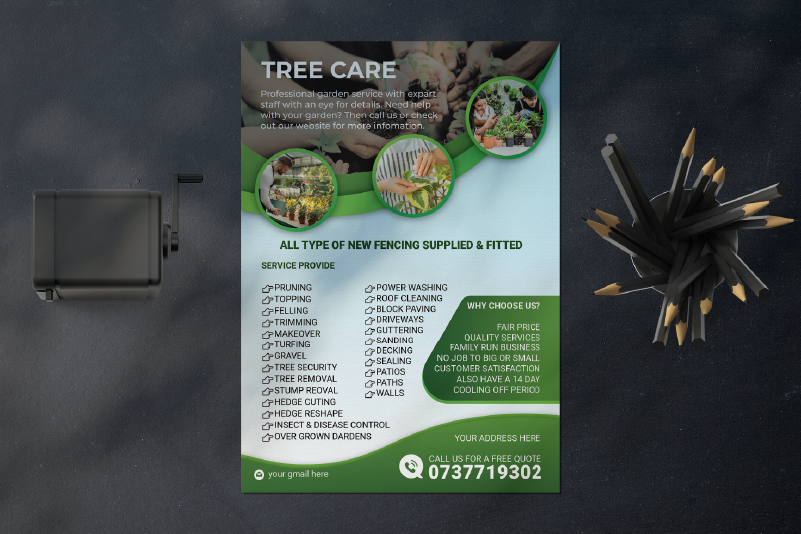 TREE CARE
Professional garden service with expart
staff with an eye for details. Need help
with your garden? Then call us or check
out our website for more infomation.
ALL TYPE OF NEW FENCING SUPPLIED & FITTED
SERVICE PROVIDE
PRUNING
TOPPING
FELLING
TRIMMING
MAKEOVER
TURFING
GRAVEL
TREE SECURITY
TREE REMOVAL
STUMP REOVAL
HEDGE CUTING
HEDGE RESHAPE
INSECT & DISEASE CONTROL
OVER GROWN DARDENS
POWER WASHING
ROOF CLEANING
BLOCK PAVING
DRIVEWAYS
GUTTERING
SANDING
DECKING
SEALING
PATIOS
PATHS
WALLS
WHY CHOOSE US?
FAIR PRICE
QUALITY SERVICES
FAMILY RUN BUSINESS
NO JOB TO BIG OR SMALL
CUSTOMER SATISFACTION
ALSO HAVE A 14 DAY
COOLING OFF PERICO
YOUR ADDRESS HERE
your gmail here
CALL US FOR A FREE QUOTE
0737719302